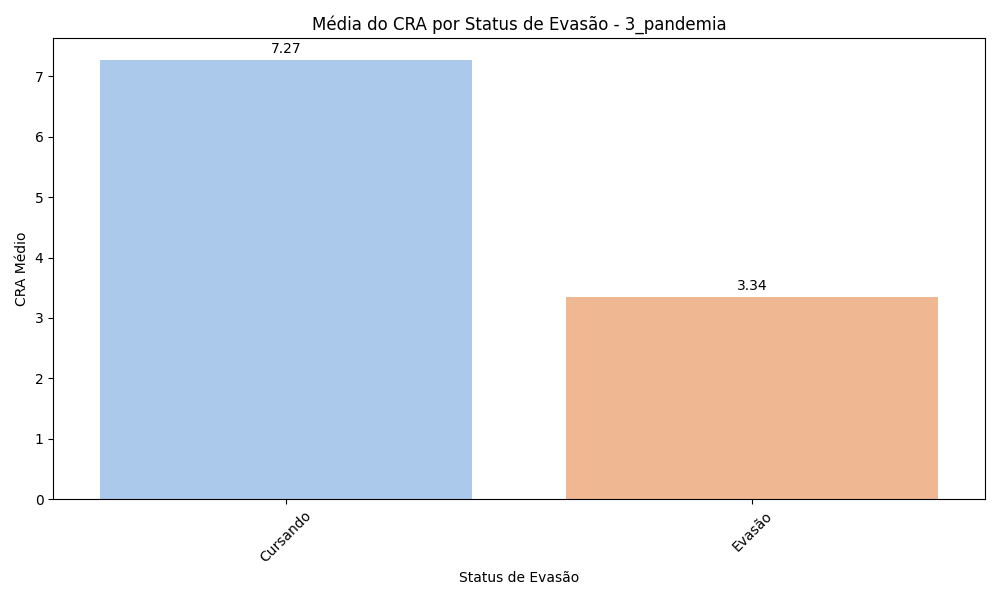 Média do CRA por Status de Evasão - 3_pandemia
7.27
3.34
7
6
5
4
3
2
1
0
CRA Médio
Cursando
Evasão
Status de Evasão